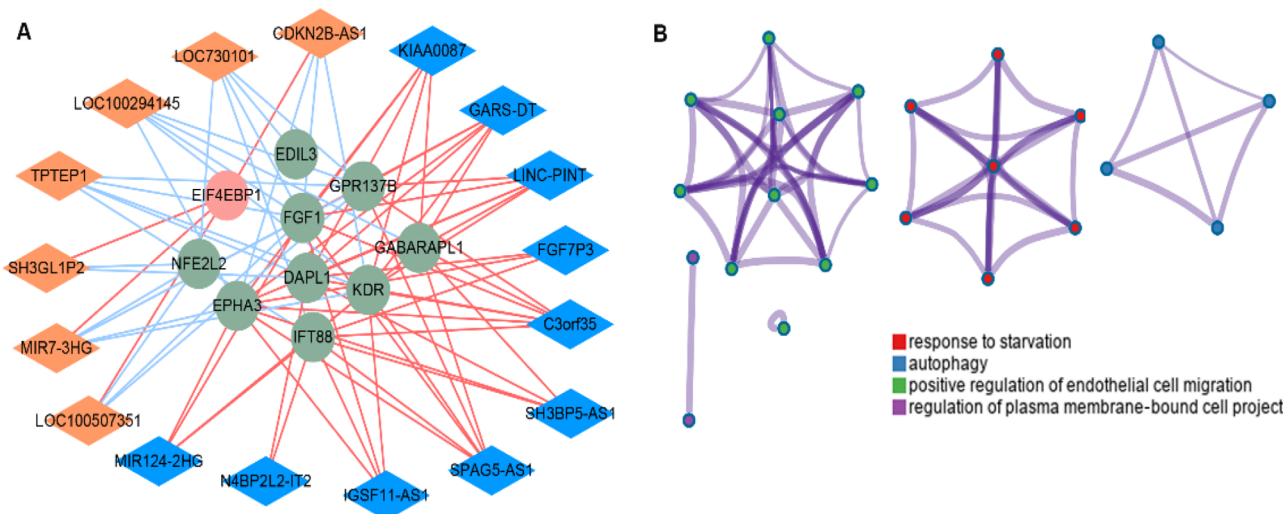 A
B
CDKN2B-AS1
KIAA0087
LOC730101
LOC100294145
GARS-DT
EDIL3
TPTEP1
EIF4EBP1
GPR137B
LINC-PINT
FGF1
GABARAPL1
FGF7P3
SH3GL1P2
NFE2L2
DAPL1
KDR
EPHA3
C3orf35
MIR7-3HG
IFT88
LOC100507351
SH3BP5-AS1
MIR124-2HG
SPAG5-AS1
N4BP2L2-IT2
IGSF11-AS1
response to starvation
autophagy
positive regulation of endothelial cell migration
regulation of plasma membrane-bound cell project